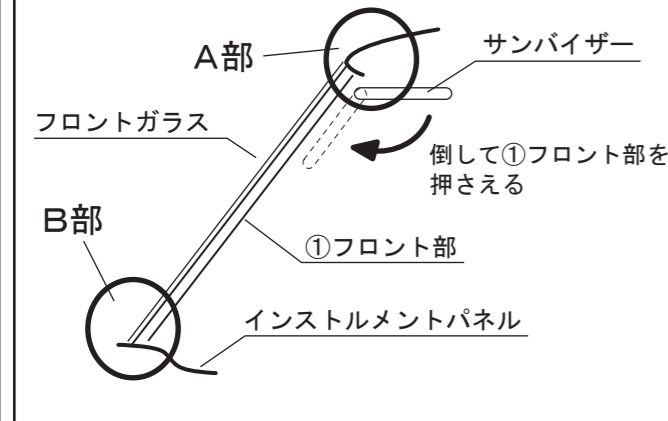 A部
サンバイザー
フロントガラス
倒して①フロント部を
押さえる
B部
①フロント部
インストルメントパネル